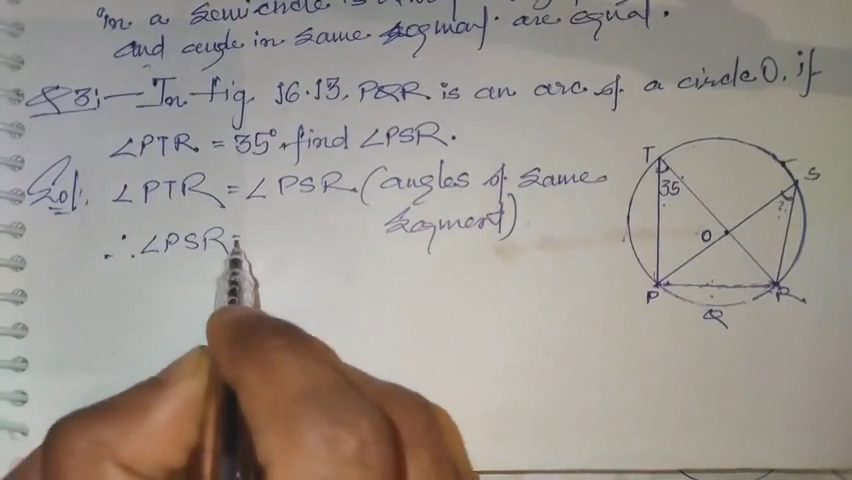 In a semicircle is
and angle in same segment are equal.
Q3:- In fig 16.13. PQR is an arc of a circle O. if
∠PTR = 35°. find ∠PSR.
Sol: ∠PTR = ∠PSR (angles of same
segment)
∴ ∠PSR =
T
S
35
?
O
P
R
Q